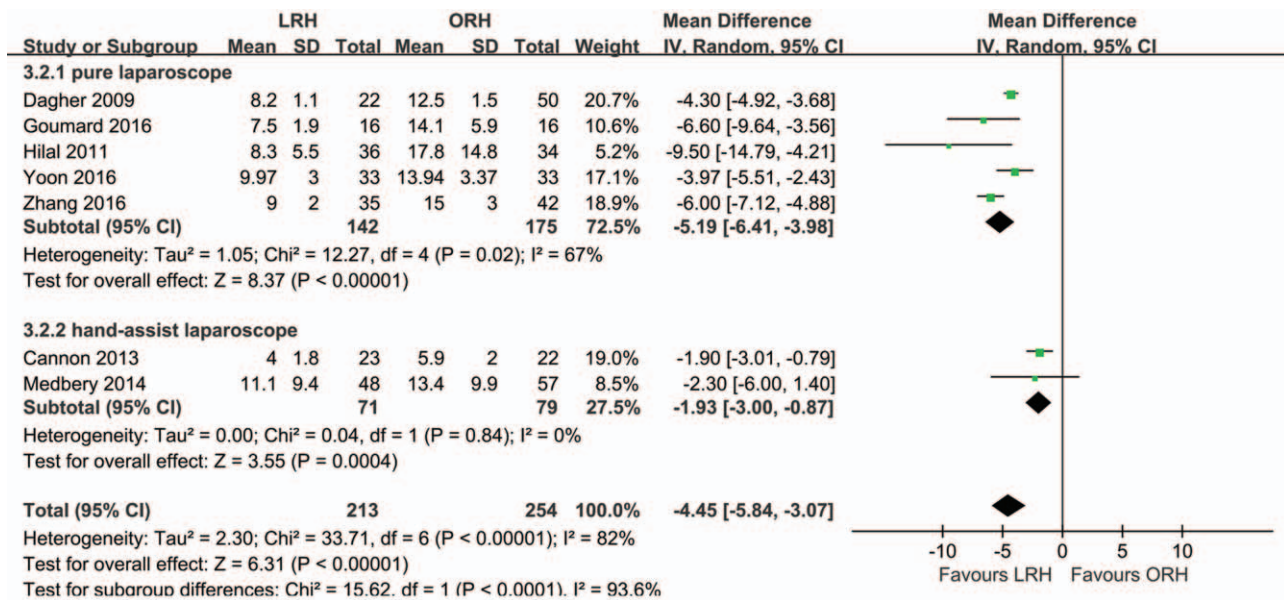 LRH ORH Mean Difference Mean Difference
Study or Subgroup Mean SD Total Mean SD Total Weight IV, Random, 95% CI IV, Random, 95% CI
3.2.1 pure laparoscope
Dagher 2009 8.2 1.1 22 12.5 1.5 50 20.7% -4.30 [-4.92, -3.68]
Goumard 2016 7.5 1.9 16 14.1 5.9 16 10.6% -6.60 [-9.64, -3.56]
Hilal 2011 8.3 5.5 36 17.8 14.8 34 5.2% -9.50 [-14.79, -4.21]
Yoon 2016 9.97 3 33 13.94 3.37 33 17.1% -3.97 [-5.51, -2.43]
Zhang 2016 9 2 35 15 3 42 18.9% -6.00 [-7.12, -4.88]
Subtotal (95% CI) 142 175 72.5% -5.19 [-6.41, -3.98]
Heterogeneity: Tau² = 1.05; Chi² = 12.27, df = 4 (P = 0.02); I² = 67%
Test for overall effect: Z = 8.37 (P < 0.00001)
3.2.2 hand-assist laparoscope
Cannon 2013 4 1.8 23 5.9 2 22 19.0% -1.90 [-3.01, -0.79]
Medbery 2014 11.1 9.4 48 13.4 9.9 57 8.5% -2.30 [-6.00, 1.40]
Subtotal (95% CI) 71 79 27.5% -1.93 [-3.00, -0.87]
Heterogeneity: Tau² = 0.00; Chi² = 0.04, df = 1 (P = 0.84); I² = 0%
Test for overall effect: Z = 3.55 (P = 0.0004)
Total (95% CI) 213 254 100.0% -4.45 [-5.84, -3.07]
Heterogeneity: Tau² = 2.30; Chi² = 33.71, df = 6 (P < 0.00001); I² = 82%
Test for overall effect: Z = 6.31 (P < 0.00001)
Test for subgroup differences: Chi² = 15.62, df = 1 (P < 0.0001), I² = 93.6%
-10 -5 0 5 10
Favours LRH Favours ORH